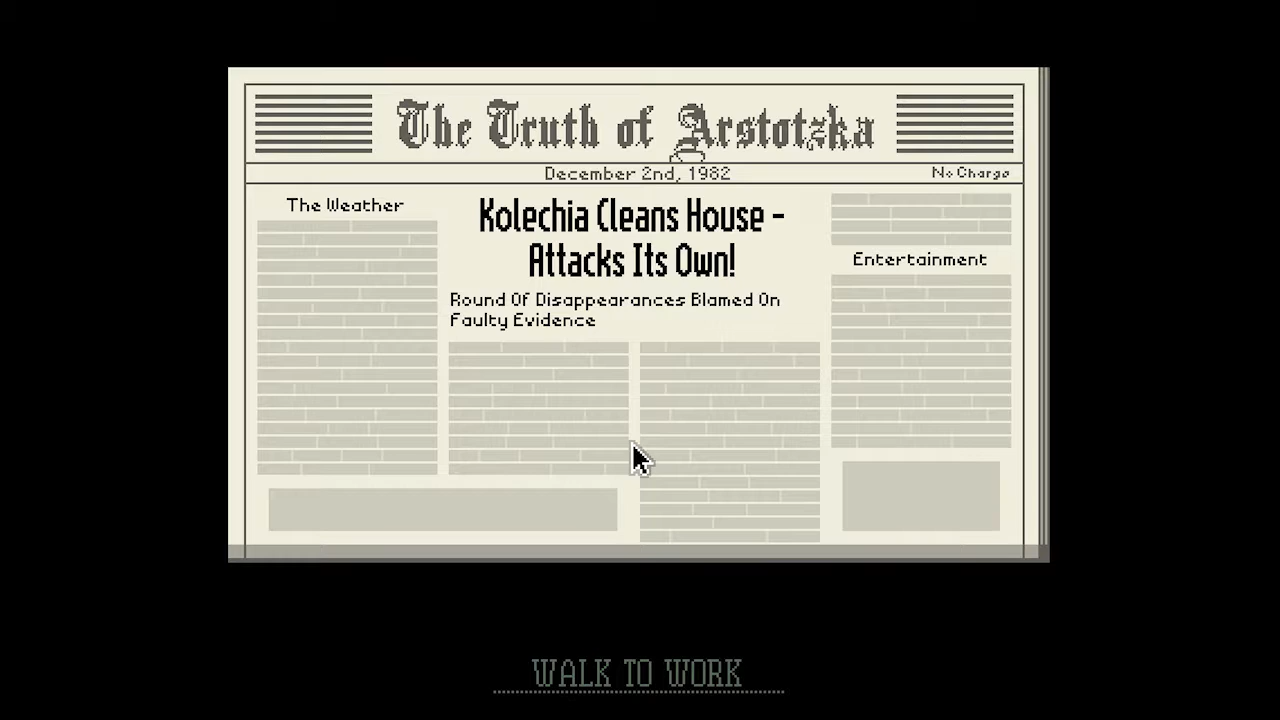 The Truth of Arstotzka
December 2nd, 1982
No Charge
The Weather
Kolechia Cleans House -
Attacks Its Own!
Round Of Disappearances Blamed On
Faulty Evidence
Entertainment
WALK TO WORK